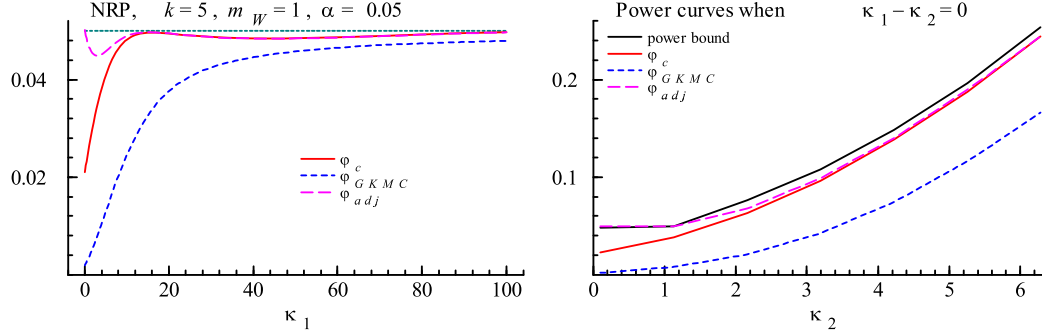 NRP, k = 5 , m W = 1 , α = 0.05
0.04
0.02
φ c
φ G K M C
φ a d j
0 20 40 60 80 100
κ 1
Power curves when κ 1 – κ 2 = 0
power bound
φ c
φ G K M C
φ a d j
0.2
0.1
0 1 2 3 4 5 6
κ 2